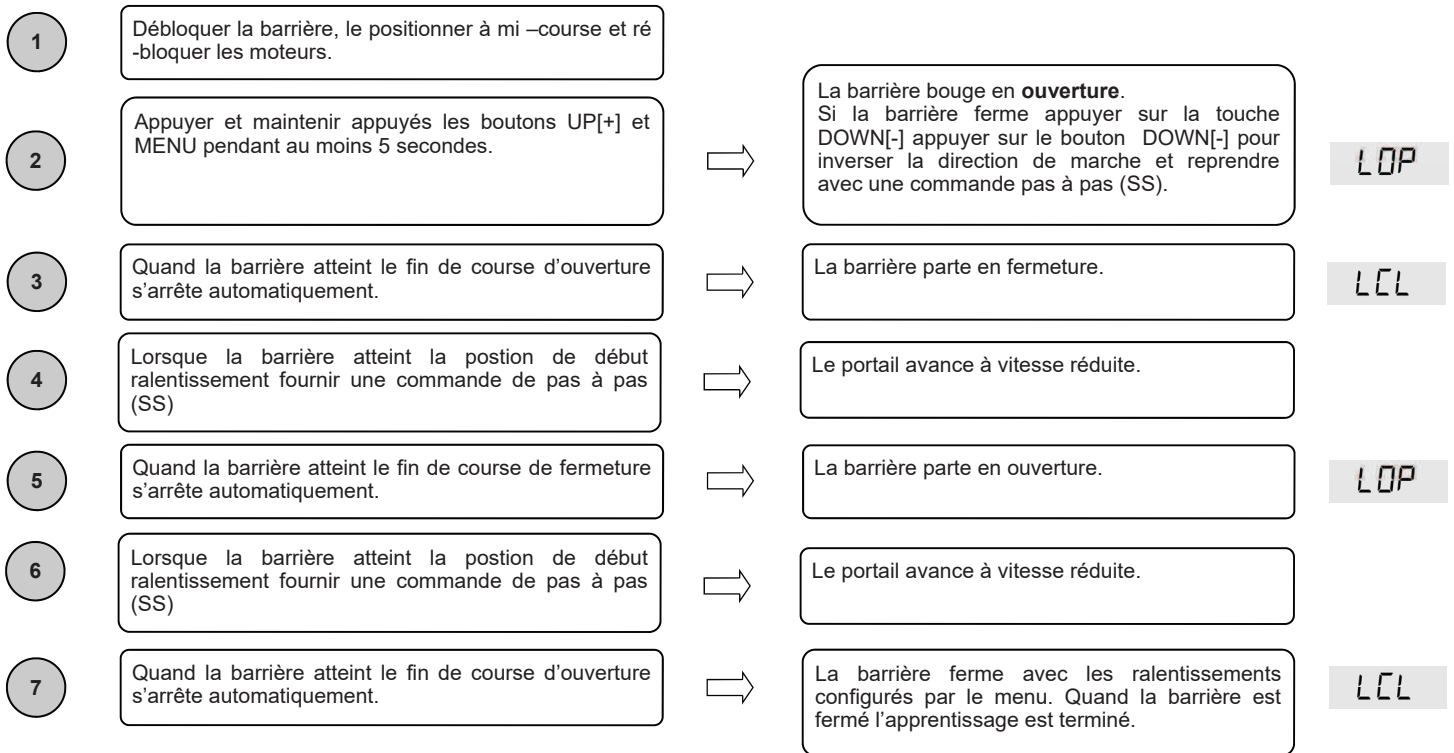 1
Débloquer la barrière, le positionner à mi –course et ré
-bloquer les moteurs.
2
Appuyer et maintenir appuyés les boutons UP[+] et
MENU pendant au moins 5 secondes.
La barrière bouge en ouverture.
Si la barrière ferme appuyer sur la touche
DOWN[-] appuyer sur le bouton DOWN[-] pour
inverser la direction de marche et reprendre
avec une commande pas à pas (SS).
LOP
3
Quand la barrière atteint le fin de course d’ouverture
s’arrête automatiquement.
La barrière parte en fermeture.
LCL
4
Lorsque la barrière atteint la postion de début
ralentissement fournir une commande de pas à pas
(SS)
Le portail avance à vitesse réduite.
5
Quand la barrière atteint le fin de course de fermeture
s’arrête automatiquement.
La barrière parte en ouverture.
LOP
6
Lorsque la barrière atteint la postion de début
ralentissement fournir une commande de pas à pas
(SS)
Le portail avance à vitesse réduite.
7
Quand la barrière atteint le fin de course d’ouverture
s’arrête automatiquement.
La barrière ferme avec les ralentissements
configurés par le menu. Quand la barrière est
fermé l’apprentissage est terminé.
LCL